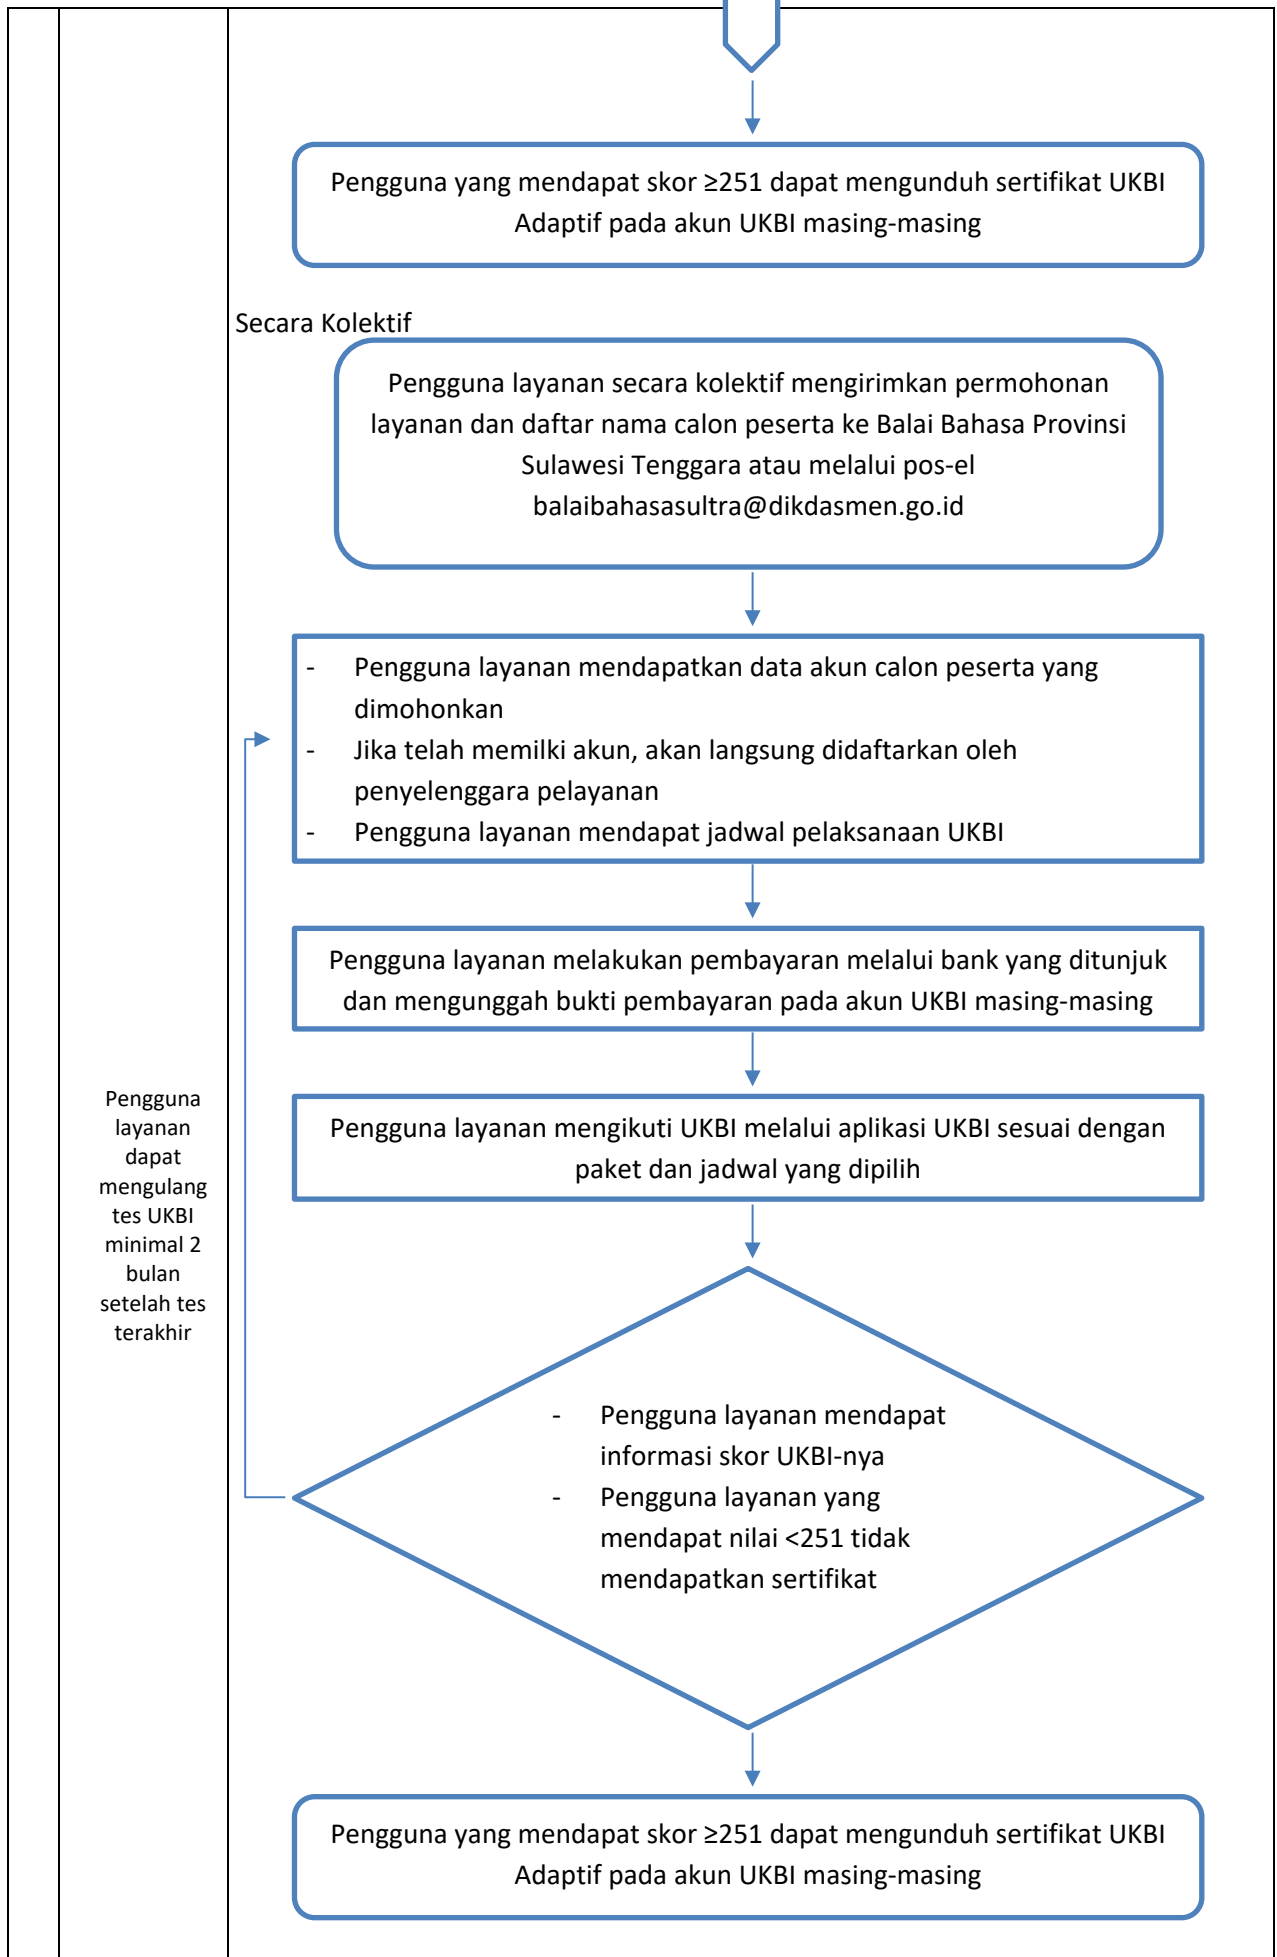 Pengguna yang mendapat skor ≥251 dapat mengunduh sertifikat UKBI
Adaptif pada akun UKBI masing-masing
Secara Kolektif
Pengguna layanan secara kolektif mengirimkan permohonan
layanan dan daftar nama calon peserta ke Balai Bahasa Provinsi
Sulawesi Tenggara atau melalui pos-el
balaibahasasultra@dikdasmen.go.id
- Pengguna layanan mendapatkan data akun calon peserta yang
dimohonkan
- Jika telah memilki akun, akan langsung didaftarkan oleh
penyelenggara pelayanan
- Pengguna layanan mendapat jadwal pelaksanaan UKBI
Pengguna layanan melakukan pembayaran melalui bank yang ditunjuk
dan mengunggah bukti pembayaran pada akun UKBI masing-masing
Pengguna
layanan
dapat
mengulang
tes UKBI
minimal 2
bulan
setelah tes
terakhir
Pengguna layanan mengikuti UKBI melalui aplikasi UKBI sesuai dengan
paket dan jadwal yang dipilih
- Pengguna layanan mendapat
informasi skor UKBI-nya
- Pengguna layanan yang
mendapat nilai <251 tidak
mendapatkan sertifikat
Pengguna yang mendapat skor ≥251 dapat mengunduh sertifikat UKBI
Adaptif pada akun UKBI masing-masing